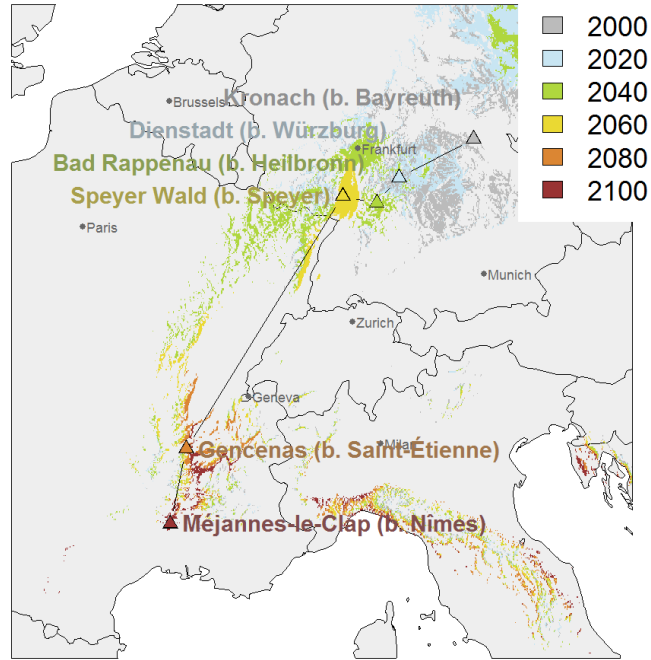 2000
2020
2040
2060
2080
2100
Kronach (b. Bayreuth)
Brussels
Dienstadt (b. Würzburg)
Frankfurt
Bad Rappenau (b. Heilbronn)
Speyer Wald (b. Speyer)
Paris
Munich
Zurich
Geneva
Milan
Gencenas (b. Saint-Étienne)
Méjannes-le-Clap (b. Nîmes)